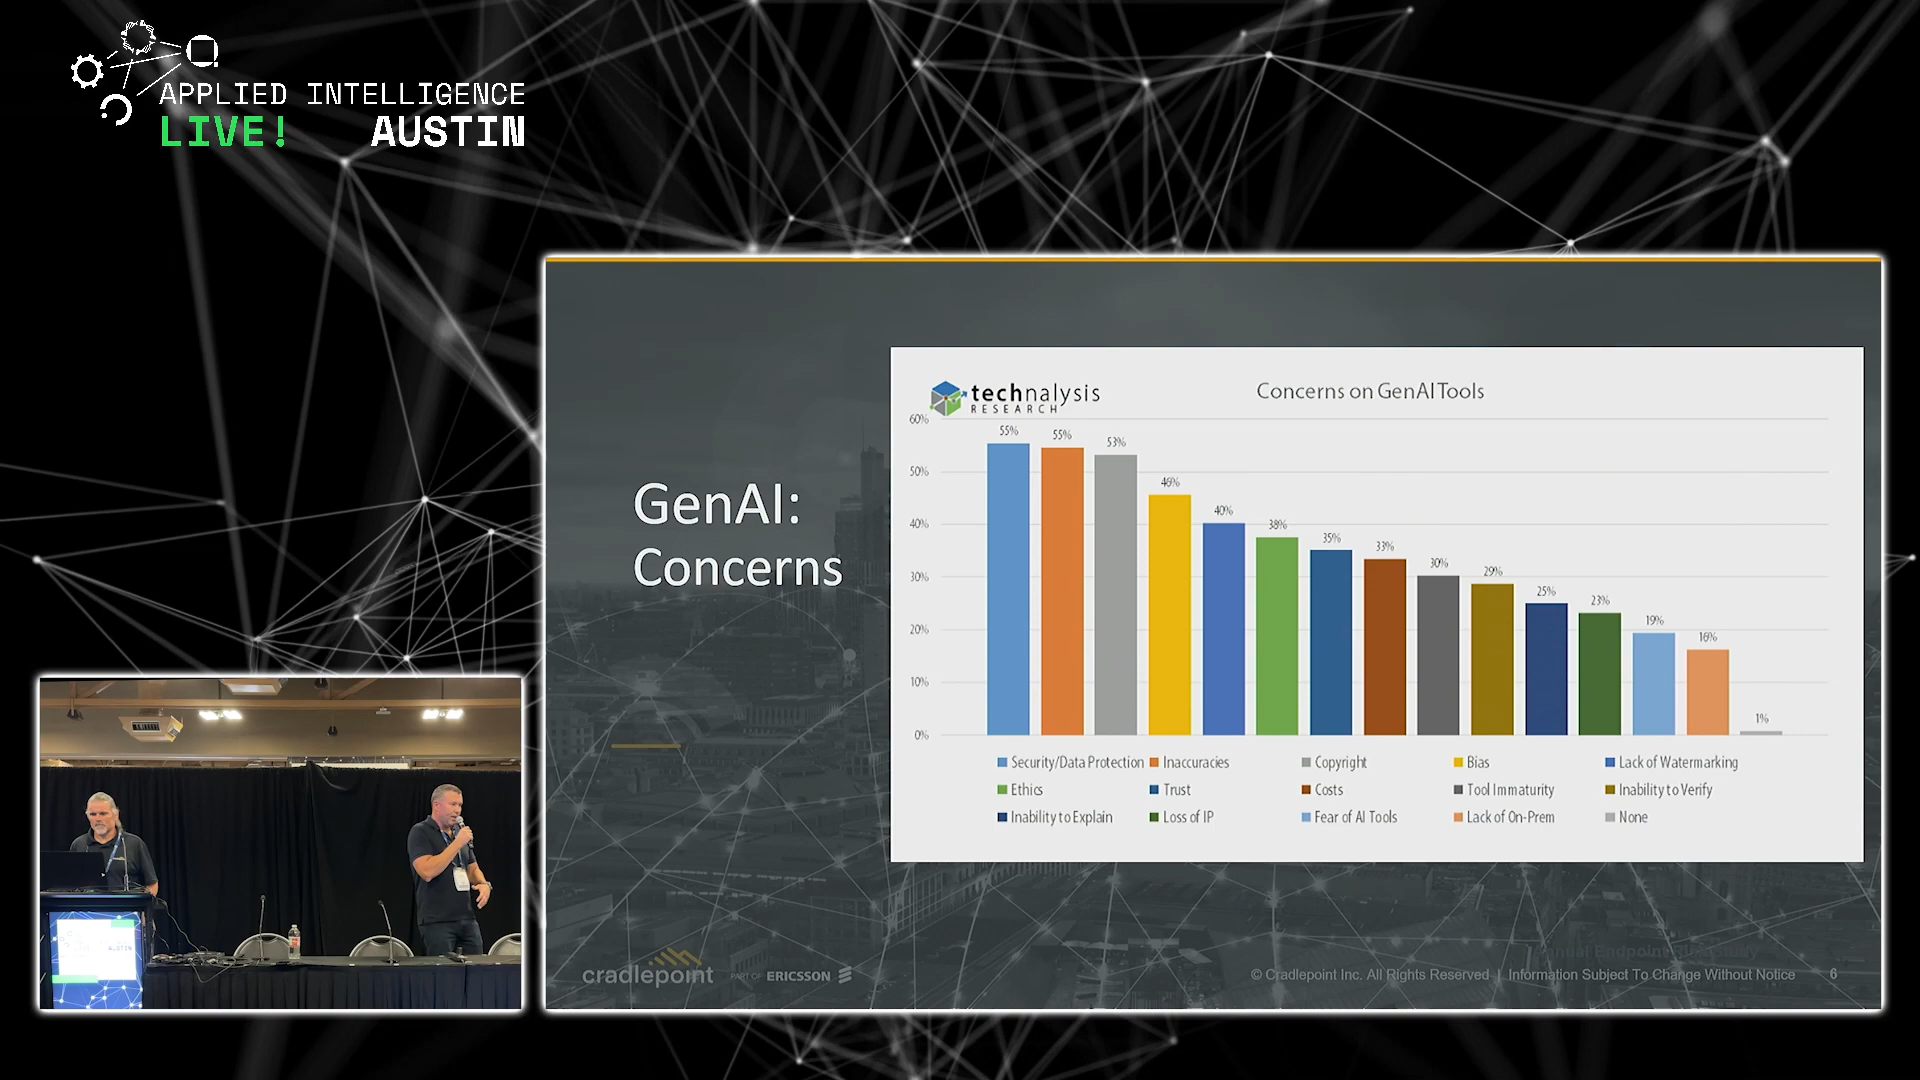 APPLIED INTELLIGENCE
LIVE! AUSTIN
GenAI:
Concerns
technalysis
RESEARCH
Concerns on GenAI Tools
60%
50%
40%
30%
20%
10%
0%
55%
55%
53%
46%
40%
38%
35%
33%
30%
29%
25%
23%
19%
16%
1%
Security/Data Protection Inaccuracies Copyright Bias Lack of Watermarking
Ethics Trust Costs Tool Immaturity Inability to Verify
Inability to Explain Loss of IP Fear of AI Tools Lack of On-Prem None
cradlepoint PART OF ERICSSON
© Cradlepoint Inc. All Rights Reserved | Information Subject To Change Without Notice 6
AUSTIN